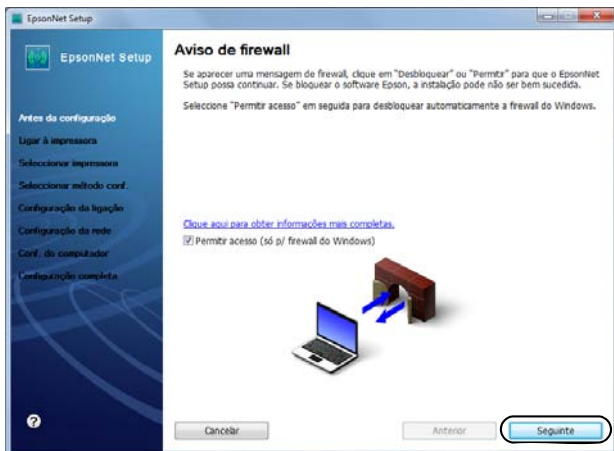 EpsonNet Setup
EpsonNet Setup
Antes da configuração
Ligar à impressora
Seleccionar impressora
Seleccionar método conf.
Configuração da ligação
Configuração da rede
Conf. do computador
Configuração completa
Aviso de firewall
Se aparecer uma mensagem de firewall, clique em "Desbloquear" ou "Permitir" para que o EpsonNet
Setup possa continuar. Se bloquear o software Epson, a instalação pode não ser bem sucedida.
Seleccione "Permitir acesso" em seguida para desbloquear automaticamente a firewall do Windows.
Clique aqui para obter informações mais completas.
Permitir acesso (só p/ firewall do Windows)
?
Cancelar
Anterior
Seguinte